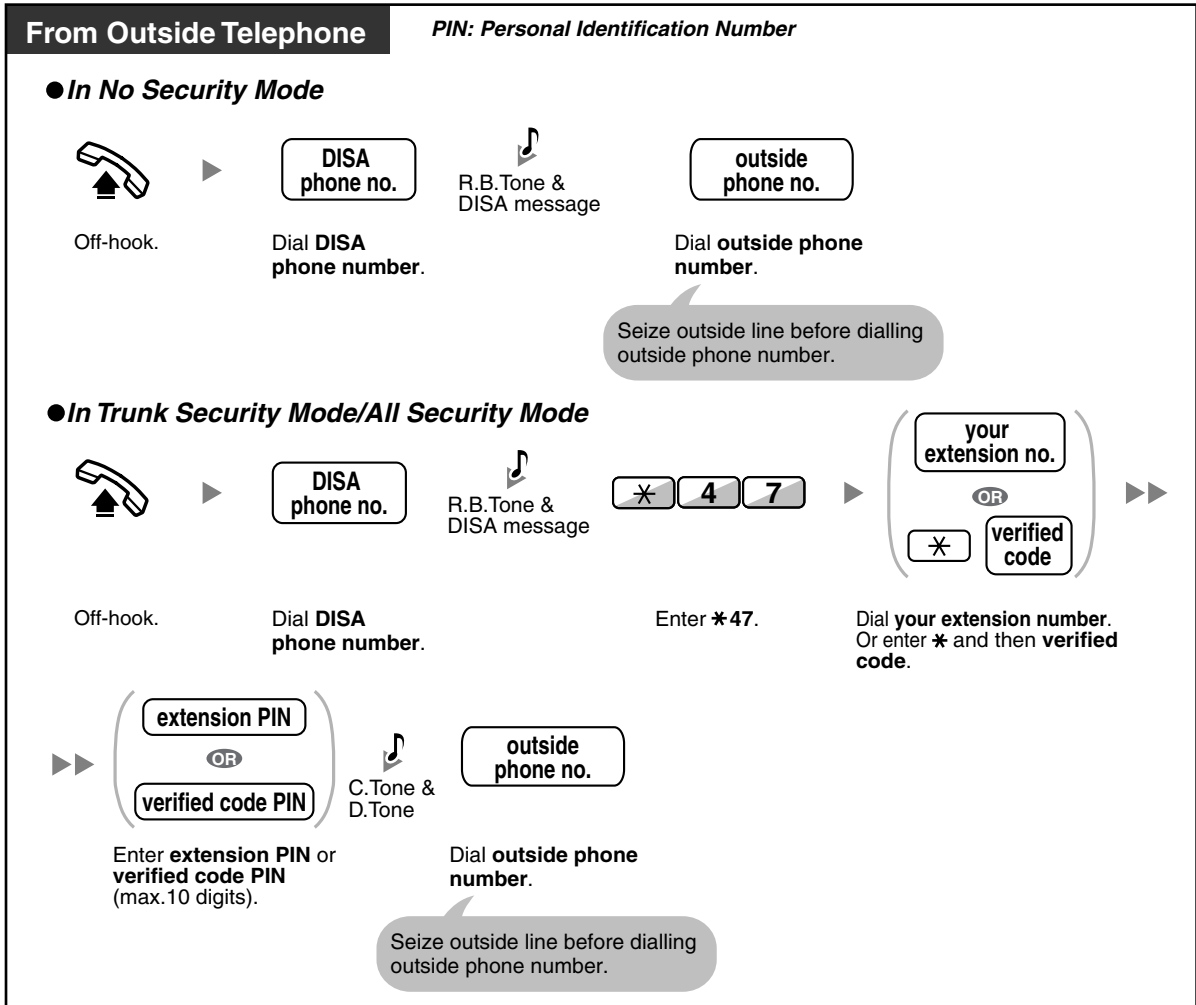 From Outside Telephone
PIN: Personal Identification Number
●In No Security Mode
DISA
phone no.
R.B.Tone &
DISA message
outside
phone no.
Off-hook.
Dial DISA
phone number.
Dial outside phone
number.
Seize outside line before dialling
outside phone number.
●In Trunk Security Mode/All Security Mode
DISA
phone no.
R.B.Tone &
DISA message
* 4 7
your
extension no.
OR
* verified
code
Off-hook.
Dial DISA
phone number.
Enter *47.
Dial your extension number.
Or enter * and then verified
code.
extension PIN
OR
verified code PIN
C.Tone &
D.Tone
outside
phone no.
Enter extension PIN or
verified code PIN
(max.10 digits).
Dial outside phone
number.
Seize outside line before dialling
outside phone number.